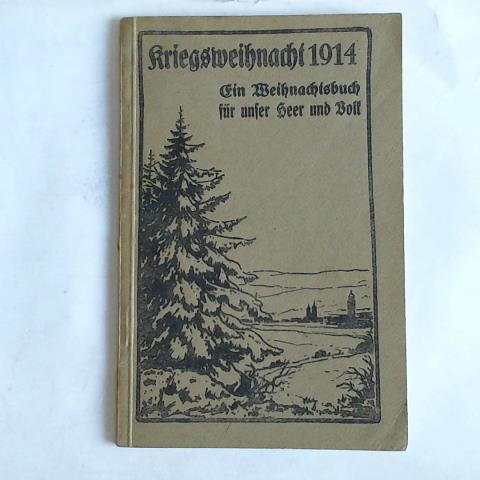 Kriegsweihnacht 1914
Ein Weihnachtsbuch
für unser Heer und Volk